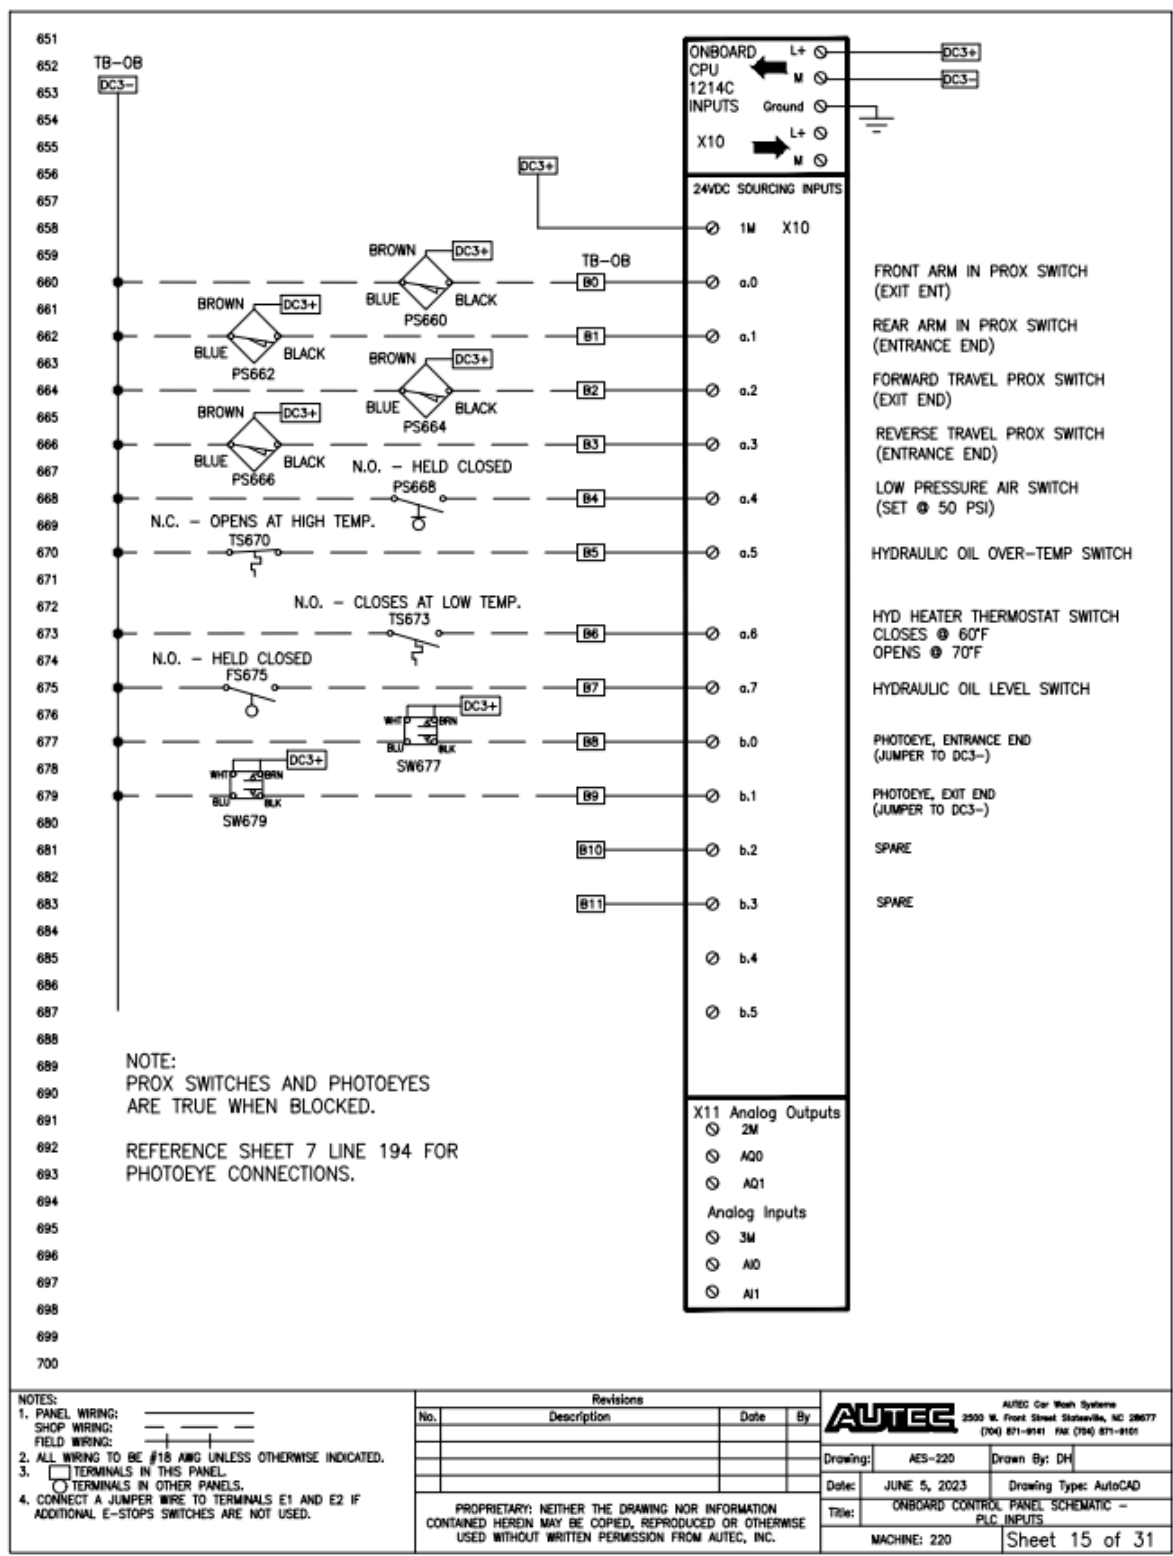 651
TB-0B
DC3-
652
653
654
655
656
657
658
659
660
661
662
663
664
665
666
667
668
669
670
671
672
673
674
675
676
677
678
679
680
681
682
683
684
685
686
687
688
689
690
691
692
693
694
695
696
697
698
699
700
ONBOARD
CPU
1214C
INPUTS
L+
M
Ground
X10
L+
M
DC3+
DC3-
24VDC SOURCING INPUTS
DC3+
1M X10
BROWN DC3+
TB-0B
BLUE BLACK
PS660
B0 a.0
FRONT ARM IN PROX SWITCH
(EXIT ENT)
BROWN DC3+
BLUE BLACK
PS662
B1 a.1
REAR ARM IN PROX SWITCH
(ENTRANCE END)
BROWN DC3+
BLUE BLACK
PS664
B2 a.2
FORWARD TRAVEL PROX SWITCH
(EXIT END)
BROWN DC3+
BLUE BLACK
PS666
B3 a.3
REVERSE TRAVEL PROX SWITCH
(ENTRANCE END)
N.O. - HELD CLOSED
PS668
B4 a.4
LOW PRESSURE AIR SWITCH
(SET @ 50 PSI)
N.C. - OPENS AT HIGH TEMP.
TS670
B5 a.5
HYDRAULIC OIL OVER-TEMP SWITCH
N.O. - CLOSES AT LOW TEMP.
TS673
B6 a.6
HYD HEATER THERMOSTAT SWITCH
CLOSES @ 60°F
OPENS @ 70°F
N.O. - HELD CLOSED
FS675
B7 a.7
HYDRAULIC OIL LEVEL SWITCH
DC3+
WHT BRN
BLU BLK
SW677
B8 b.0
PHOTOEYE, ENTRANCE END
(JUMPER TO DC3-)
DC3+
WHT BRN
BLU BLK
SW679
B9 b.1
PHOTOEYE, EXIT END
(JUMPER TO DC3-)
B10 b.2 SPARE
B11 b.3 SPARE
b.4
b.5
NOTE:
PROX SWITCHES AND PHOTOEYES
ARE TRUE WHEN BLOCKED.
REFERENCE SHEET 7 LINE 194 FOR
PHOTOEYE CONNECTIONS.
X11 Analog Outputs
2M
AQ0
AQ1
Analog Inputs
3M
AI0
AI1
NOTES:
1. PANEL WIRING:
SHOP WIRING:
FIELD WIRING:
2. ALL WIRING TO BE #18 AWG UNLESS OTHERWISE INDICATED.
3. TERMINALS IN THIS PANEL.
TERMINALS IN OTHER PANELS.
4. CONNECT A JUMPER WIRE TO TERMINALS E1 AND E2 IF
ADDITIONAL E-STOPS SWITCHES ARE NOT USED.
Revisions
No. Description Date By
PROPRIETARY: NEITHER THE DRAWING NOR INFORMATION
CONTAINED HEREIN MAY BE COPIED, REPRODUCED OR OTHERWISE
USED WITHOUT WRITTEN PERMISSION FROM AUTEC, INC.
AUTEC
AUTEC Car Wash Systems
2500 W. Front Street Statesville, NC 28677
(704) 871-9141 FAX (704) 871-9101
Drawing: AES-220 Drawn By: DH
Date: JUNE 5, 2023 Drawing Type: AutoCAD
Title: ONBOARD CONTROL PANEL SCHEMATIC -
PLC INPUTS
MACHINE: 220 Sheet 15 of 31